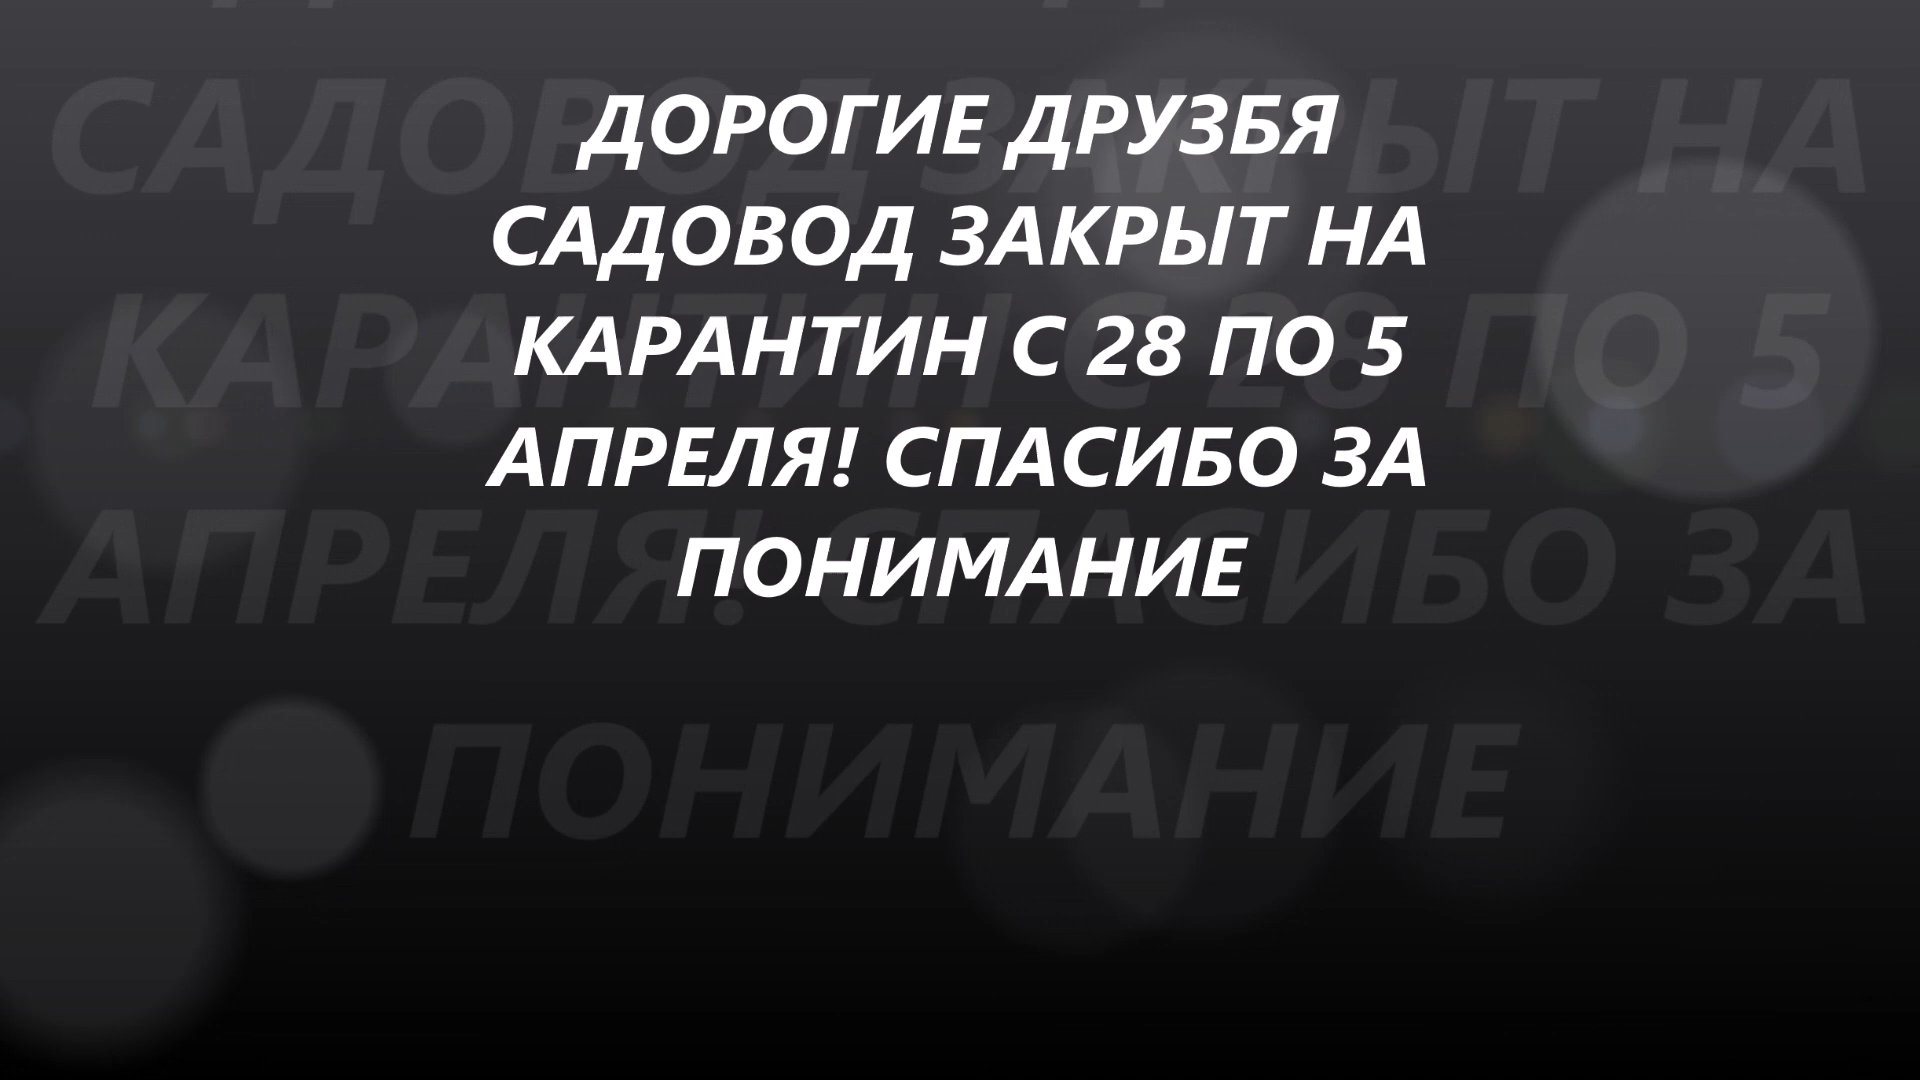 ДОРОГИЕ ДРУЗБЯ
САДОВОД ЗАКРЫТ НА
КАРАНТИН С 28 ПО 5
АПРЕЛЯ! СПАСИБО ЗА
ПОНИМАНИЕ